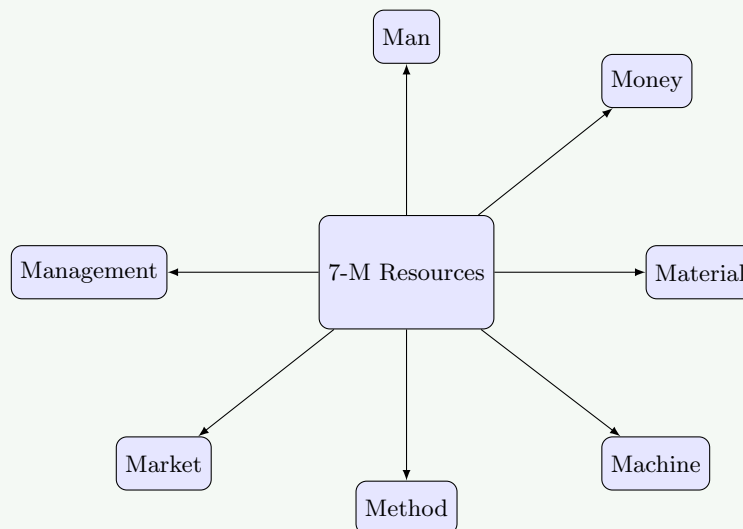 Man
Money
Management
7-M Resources
Material
Market
Machine
Method